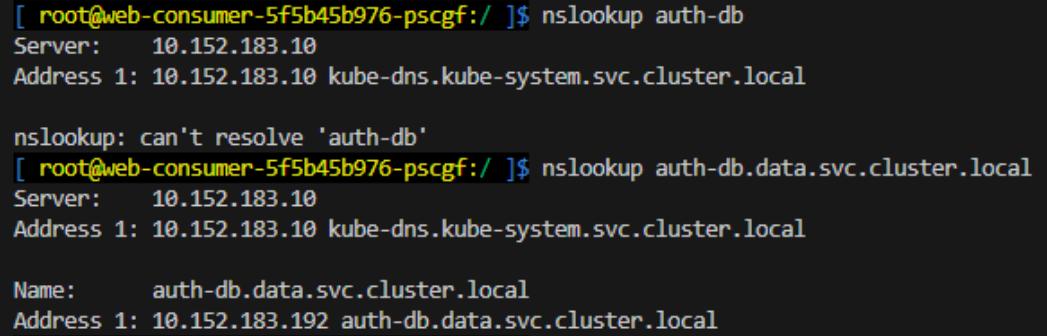 [ root@web-consumer-5f5b45b976-pscgf:/ ]$ nslookup auth-db
Server:    10.152.183.10
Address 1: 10.152.183.10 kube-dns.kube-system.svc.cluster.local

nslookup: can't resolve 'auth-db'
[ root@web-consumer-5f5b45b976-pscgf:/ ]$ nslookup auth-db.data.svc.cluster.local
Server:    10.152.183.10
Address 1: 10.152.183.10 kube-dns.kube-system.svc.cluster.local

Name:      auth-db.data.svc.cluster.local
Address 1: 10.152.183.192 auth-db.data.svc.cluster.local